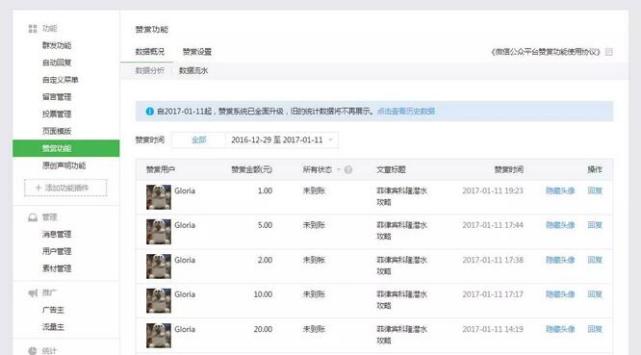 功能
群发功能
自动回复
自定义菜单
留言管理
投票管理
页面模版
赞赏功能
原创声明功能
+ 添加功能插件
管理
消息管理
用户管理
素材管理
推广
广告主
流量主
统计
赞赏功能
数据概况 赞赏设置 《微信公众平台赞赏功能使用协议》
数据分析 数据流水
自2017-01-11起，赞赏系统已全面升级，旧的统计数据将不再展示。点击查看历史数据
赞赏时间 全部 2016-12-29 至 2017-01-11
赞赏用户 赞赏金额(元) 所有状态 文章标题 赞赏时间 操作
Gloria 1.00 未到账 菲律宾科隆潜水攻略 2017-01-11 19:23 隐藏头像 回复
Gloria 5.00 未到账 菲律宾科隆潜水攻略 2017-01-11 17:44 隐藏头像 回复
Gloria 2.00 未到账 菲律宾科隆潜水攻略 2017-01-11 17:38 隐藏头像 回复
Gloria 10.00 未到账 菲律宾科隆潜水攻略 2017-01-11 17:17 隐藏头像 回复
Gloria 20.00 未到账 菲律宾科隆潜水攻略 2017-01-11 14:19 隐藏头像 回复